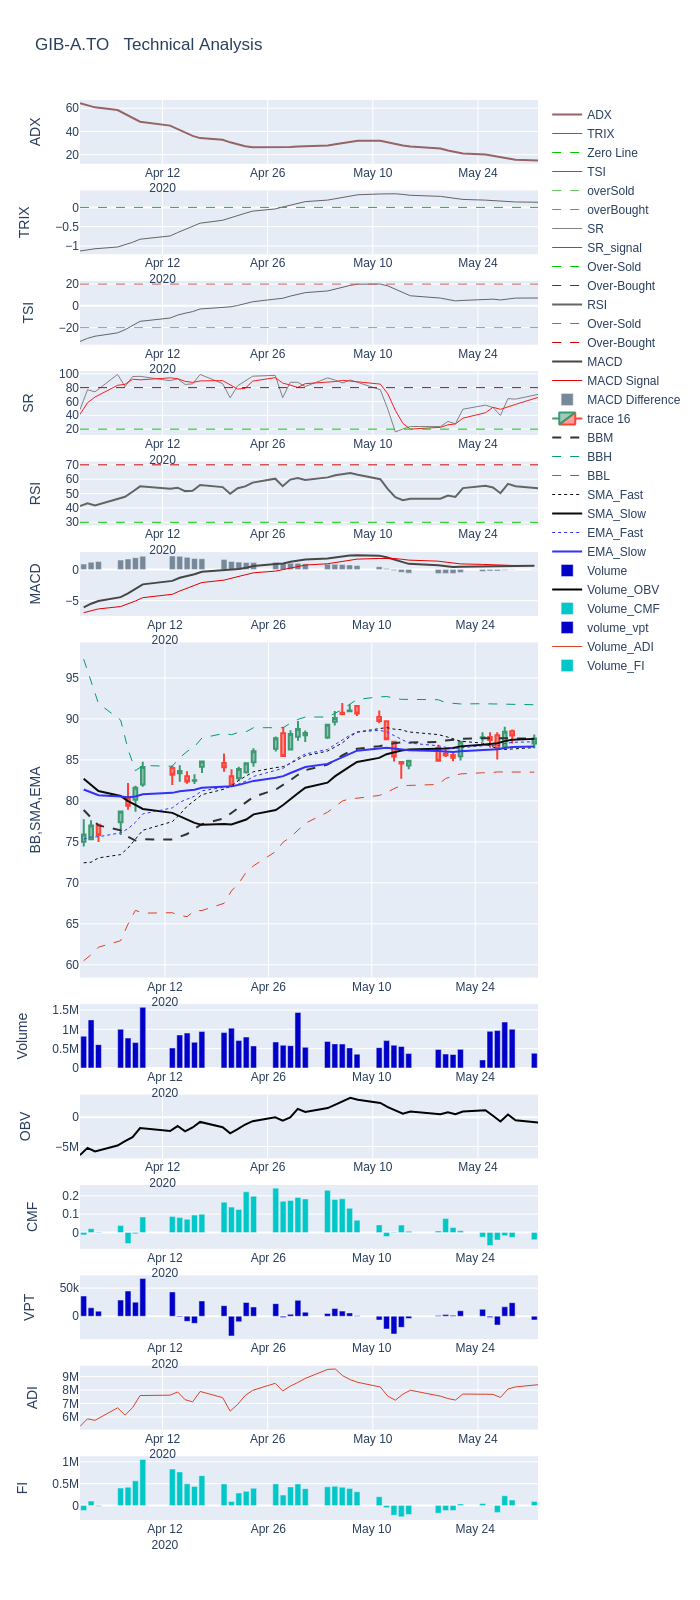 GIB-A.TO   Technical Analysis
ADX
60
40
20
Apr 12
2020
Apr 26
May 10
May 24
TRIX
0
−0.5
−1
Apr 12
2020
Apr 26
May 10
May 24
TSI
20
0
−20
Apr 12
2020
Apr 26
May 10
May 24
SR
100
80
60
40
20
Apr 12
2020
Apr 26
May 10
May 24
RSI
70
60
50
40
30
Apr 12
2020
Apr 26
May 10
May 24
MACD
0
−5
Apr 12
2020
Apr 26
May 10
May 24
BB,SMA,EMA
95
90
85
80
75
70
65
60
Apr 12
2020
Apr 26
May 10
May 24
Volume
1.5M
1M
0.5M
0
Apr 12
2020
Apr 26
May 10
May 24
OBV
0
−5M
Apr 12
2020
Apr 26
May 10
May 24
CMF
0.2
0.1
0
Apr 12
2020
Apr 26
May 10
May 24
VPT
50k
0
Apr 12
2020
Apr 26
May 10
May 24
ADI
9M
8M
7M
6M
Apr 12
2020
Apr 26
May 10
May 24
FI
1M
0.5M
0
Apr 12
2020
Apr 26
May 10
May 24
ADX
TRIX
Zero Line
TSI
overSold
overBought
SR
SR_signal
Over-Sold
Over-Bought
RSI
Over-Sold
Over-Bought
MACD
MACD Signal
MACD Difference
trace 16
BBM
BBH
BBL
SMA_Fast
SMA_Slow
EMA_Fast
EMA_Slow
Volume
Volume_OBV
Volume_CMF
volume_vpt
Volume_ADI
Volume_FI